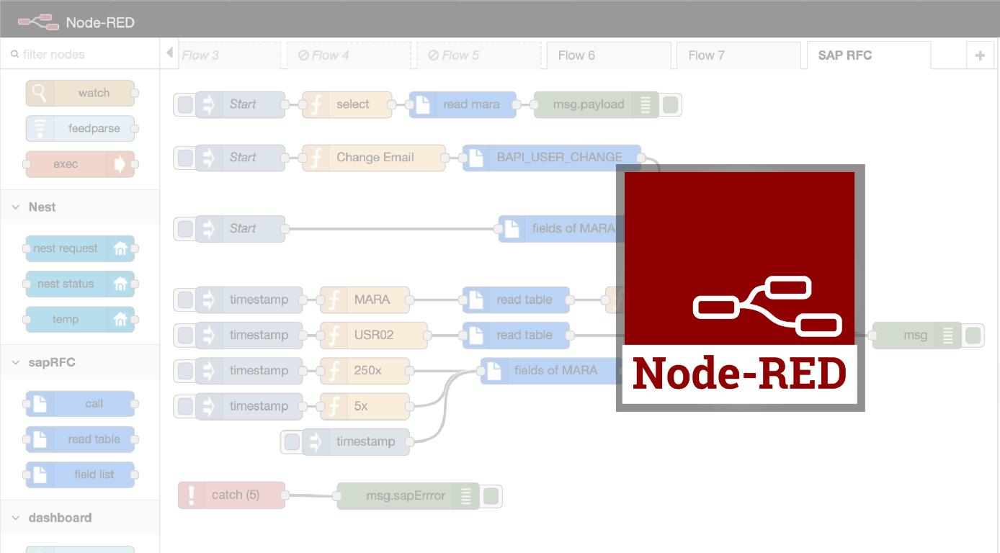 Node-RED
filter nodes
Flow 3
Flow 4
Flow 5
Flow 6
Flow 7
SAP RFC
watch
feedparse
exec
Nest
nest request
nest status
temp
sapRFC
call
read table
field list
dashboard
Start
select
read mara
msg.payload
Start
Change Email
BAPI_USER_CHANGE
Start
fields of MARA
timestamp
MARA
read table
timestamp
USR02
read table
msg
timestamp
250x
fields of MARA
timestamp
5x
timestamp
catch (5)
msg.sapErrror
Node-RED